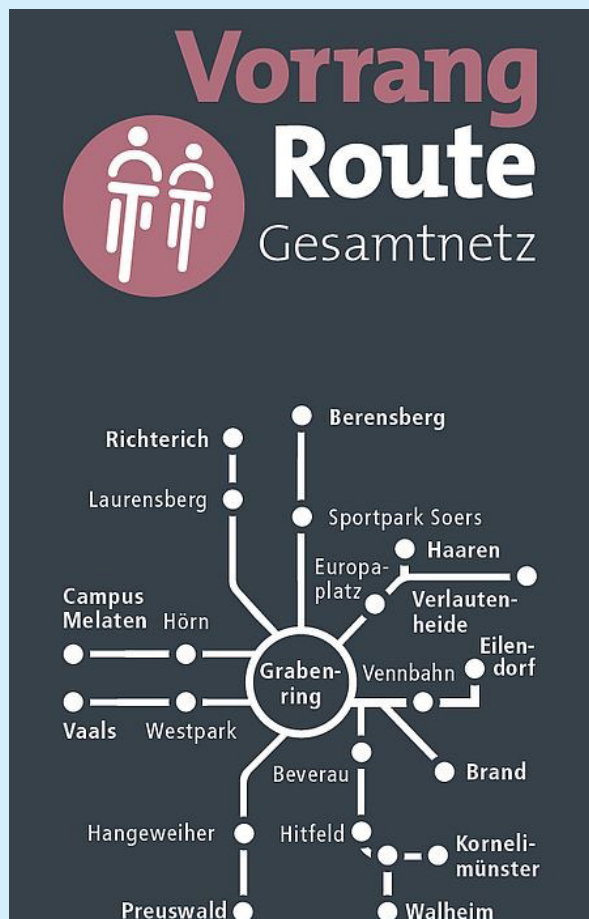 Vorrang
Route
Gesamtnetz
Berensberg
Richterich
Laurensberg
Sportpark Soers
Europa-
platz
Haaren
Verlauten-
heide
Campus
Melaten
Hörn
Graben-
ring
Vennbahn
Eilen-
dorf
Vaals
Westpark
Beverau
Brand
Hangeweiher
Hitfeld
Korneli-
münster
Preuswald
Walheim